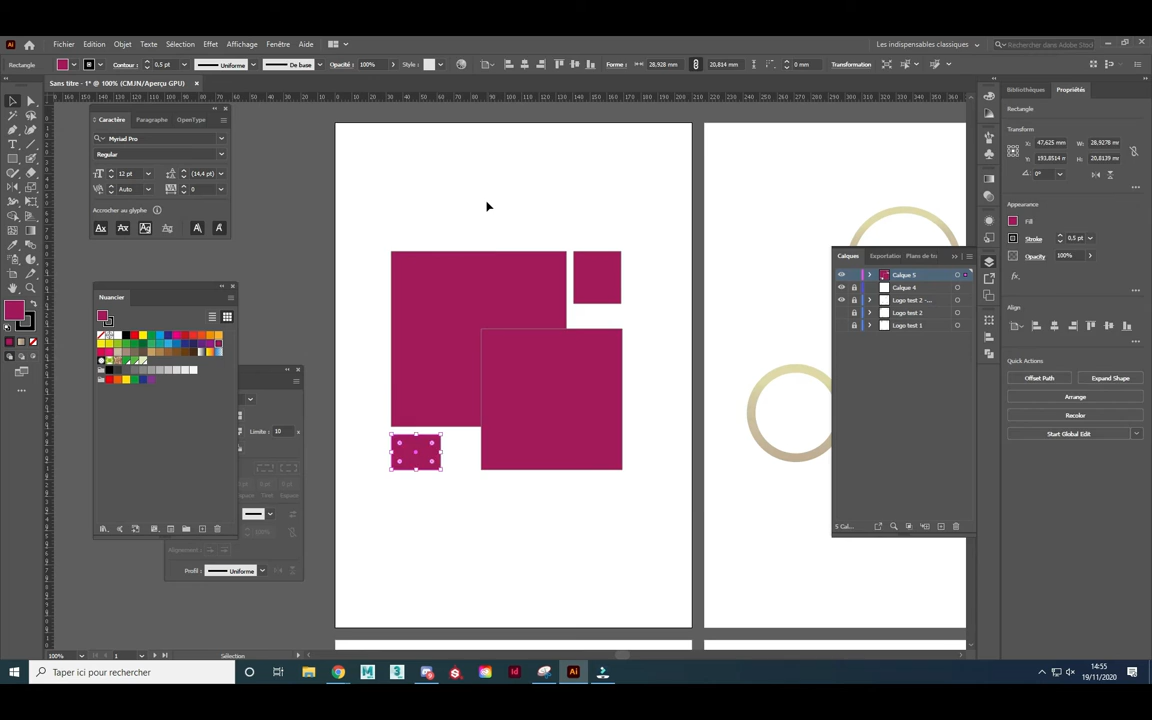 Fichier Edition Objet Texte Sélection Effet Affichage Fenêtre Aide
Les indispensables classiques
Rechercher dans Adobe Stock
Rectangle
Contour : 0,5 pt Uniforme De base Opacité : 100% Style : Forme : 28,928 mm 20,814 mm 0 mm Transformation
Sans titre - 1* @ 100% (CMJN/Aperçu GPU) ×
Caractère Paragraphe OpenType
Myriad Pro
Regular
12 pt (14,4 pt)
Auto 0
Accrocher au glyphe
Nuancier
Limite : 10 x
Espace
Profil : Uniforme
Bibliothèques Propriétés
Rectangle
Transform
X: 47,625 mm W: 28,9278 m
Y: 193,8514 m H: 20,8139 m
0°
Appearance
Fill
Stroke 0,5 pt
Opacity 100%
Align
Quick Actions
Offset Path Expand Shape
Arrange
Recolor
Start Global Edit
Calques Exportatio Plans de tra
Calque 5
Calque 4
Logo test 2 -...
Logo test 2
Logo test 1
5 Cal...
100% 1 Sélection
Taper ici pour rechercher
14:55
19/11/2020